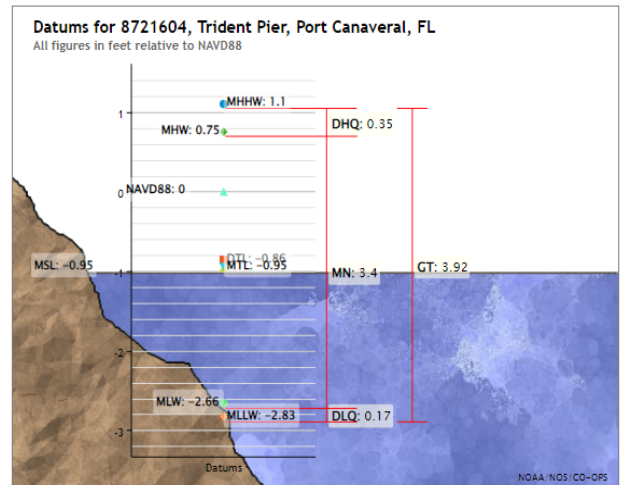 Datums for 8721604, Trident Pier, Port Canaveral, FL
All figures in feet relative to NAVD88
MHHW: 1.1
1
DHQ: 0.35
MHW: 0.75
0
NAVD88: 0
DTL: −0.86
MSL: −0.95
-1
MTL: −0.95
MN: 3.4
GT: 3.92
-2
MLW: −2.66
MLLW: −2.83
DLQ: 0.17
-3
Datums
NOAA/NOS/CO-OPS